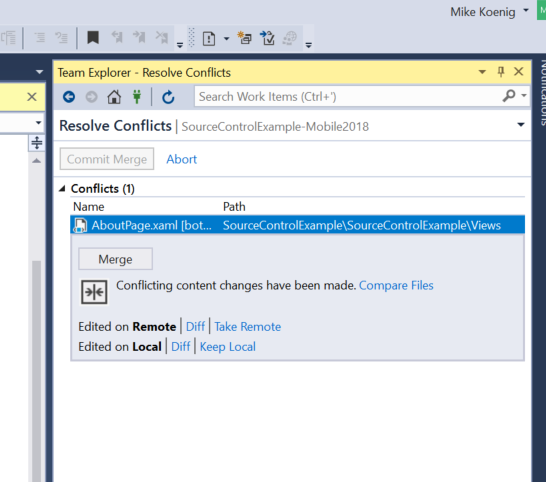 Mike Koenig
Team Explorer - Resolve Conflicts
Search Work Items (Ctrl+')
Resolve Conflicts | SourceControlExample-Mobile2018
Commit Merge Abort
Conflicts (1)
Name Path
AboutPage.xaml [bot... SourceControlExample\SourceControlExample\Views
Merge
Conflicting content changes have been made. Compare Files
Edited on Remote | Diff | Take Remote
Edited on Local | Diff | Keep Local
Notifications